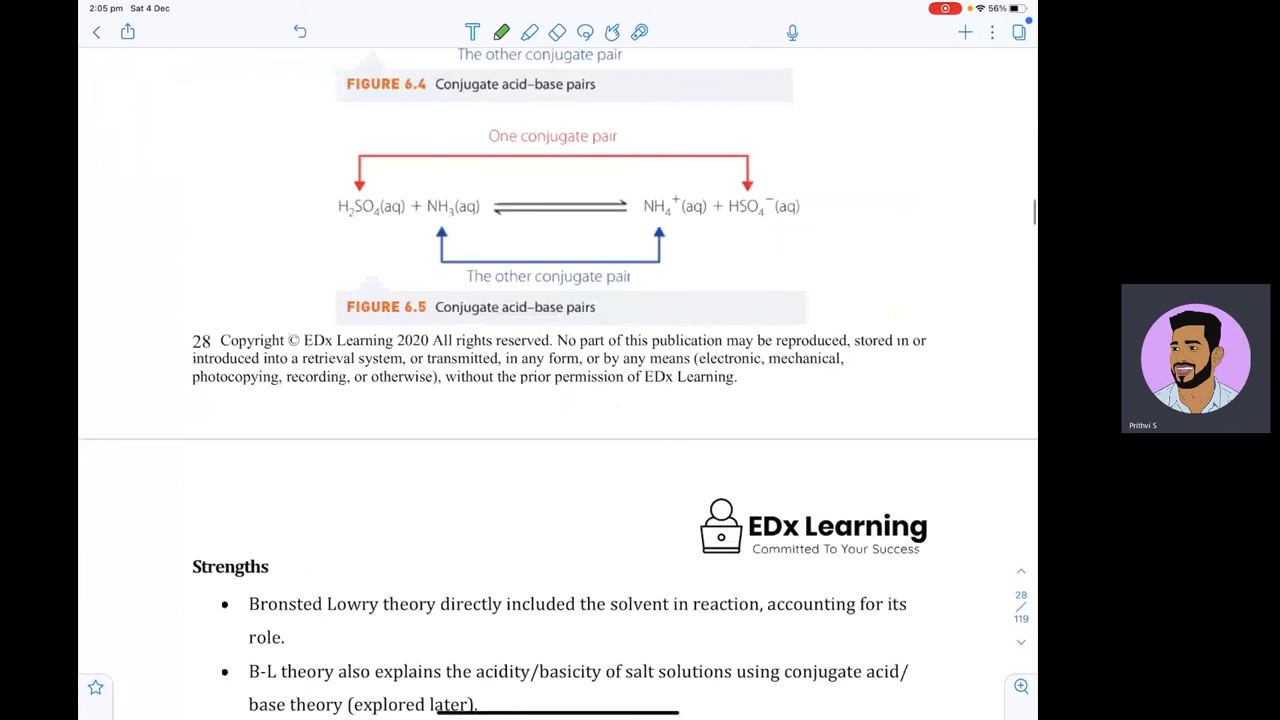 2:05 pm Sat 4 Dec
56%
The other conjugate pair
FIGURE 6.4 Conjugate acid–base pairs
One conjugate pair
H₂SO₄(aq) + NH₃(aq) ⇌ NH₄⁺(aq) + HSO₄⁻(aq)
The other conjugate pair
FIGURE 6.5 Conjugate acid–base pairs
28 Copyright © EDx Learning 2020 All rights reserved. No part of this publication may be reproduced, stored in or
introduced into a retrieval system, or transmitted, in any form, or by any means (electronic, mechanical,
photocopying, recording, or otherwise), without the prior permission of EDx Learning.
Prithvi S
EDx Learning
Committed To Your Success
Strengths
• Bronsted Lowry theory directly included the solvent in reaction, accounting for its
role.
• B-L theory also explains the acidity/basicity of salt solutions using conjugate acid/
base theory (explored later).
28
/
119